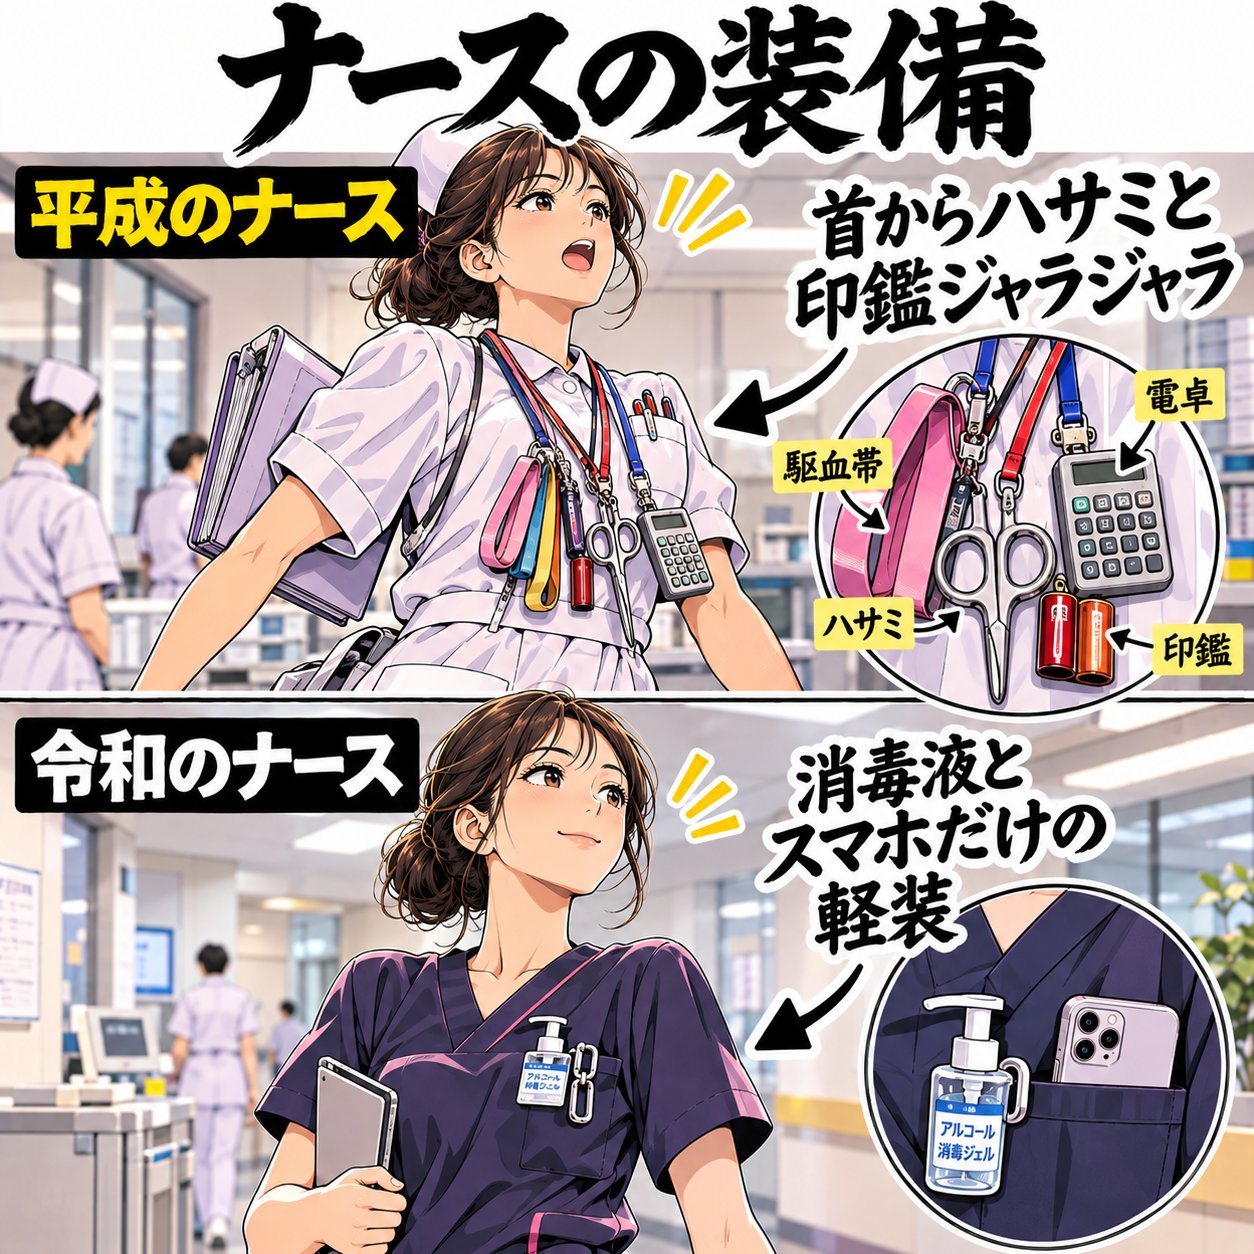 ナースの装備
平成のナース
首からハサミと
印鑑ジャラジャラ
電卓
駆血帯
ハサミ
印鑑
令和のナース
消毒液と
スマホだけの
軽装
アルコール
消毒ジェル